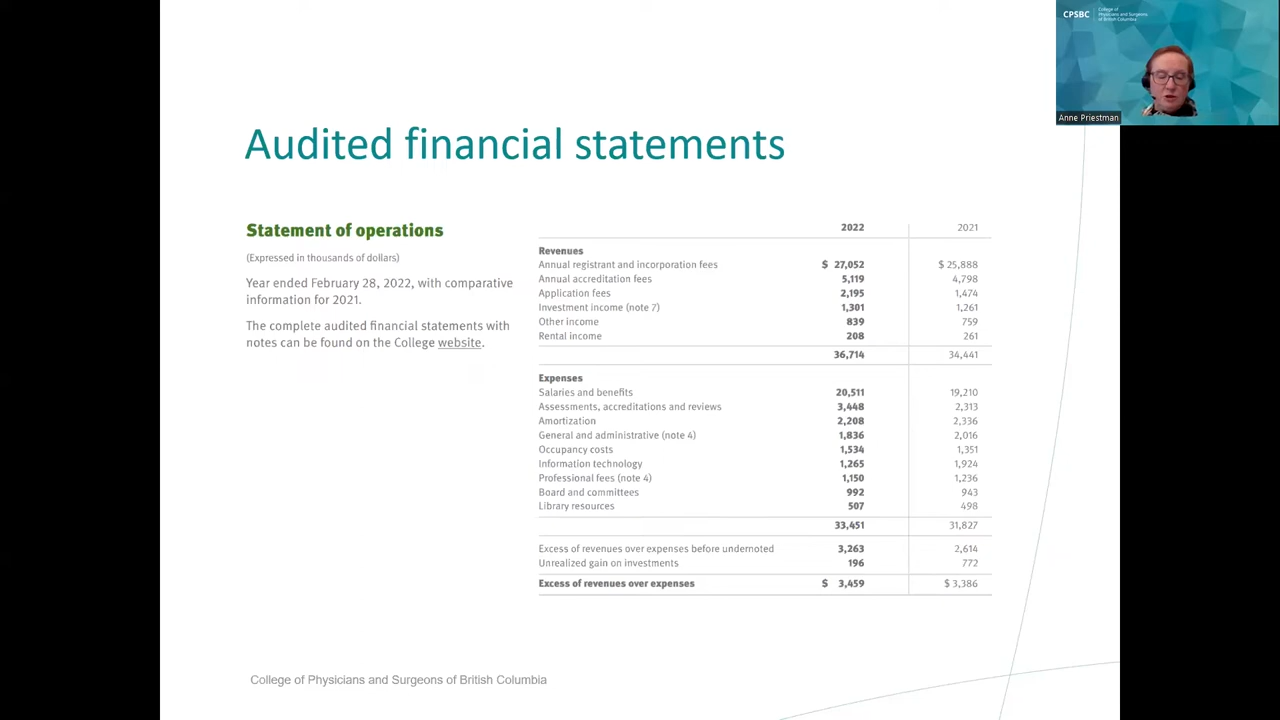 CPSBC
College of
Physicians and Surgeons
of British Columbia
Anne Priestman
Audited financial statements
Statement of operations
(Expressed in thousands of dollars)
Year ended February 28, 2022, with comparative
information for 2021.
The complete audited financial statements with
notes can be found on the College website.
2022 2021
Revenues
Annual registrant and incorporation fees $ 27,052 $ 25,888
Annual accreditation fees 5,119 4,798
Application fees 2,195 1,474
Investment income (note 7) 1,301 1,261
Other income 839 759
Rental income 208 261
36,714 34,441
Expenses
Salaries and benefits 20,511 19,210
Assessments, accreditations and reviews 3,448 2,313
Amortization 2,208 2,336
General and administrative (note 4) 1,836 2,016
Occupancy costs 1,534 1,351
Information technology 1,265 1,924
Professional fees (note 4) 1,150 1,236
Board and committees 992 943
Library resources 507 498
33,451 31,827
Excess of revenues over expenses before undernoted 3,263 2,614
Unrealized gain on investments 196 772
Excess of revenues over expenses $ 3,459 $ 3,386
College of Physicians and Surgeons of British Columbia